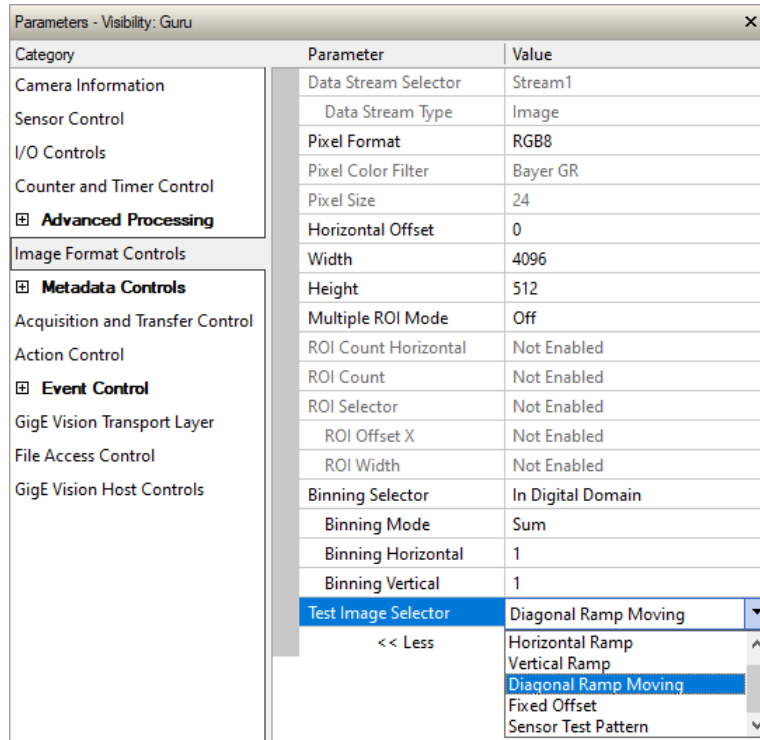 Parameters - Visibility: Guru
Category Parameter Value
Camera Information
Sensor Control
I/O Controls
Counter and Timer Control
Advanced Processing
Image Format Controls
Metadata Controls
Acquisition and Transfer Control
Action Control
Event Control
GigE Vision Transport Layer
File Access Control
GigE Vision Host Controls
Data Stream Selector Stream1
Data Stream Type Image
Pixel Format RGB8
Pixel Color Filter Bayer GR
Pixel Size 24
Horizontal Offset 0
Width 4096
Height 512
Multiple ROI Mode Off
ROI Count Horizontal Not Enabled
ROI Count Not Enabled
ROI Selector Not Enabled
ROI Offset X Not Enabled
ROI Width Not Enabled
Binning Selector In Digital Domain
Binning Mode Sum
Binning Horizontal 1
Binning Vertical 1
Test Image Selector Diagonal Ramp Moving
<< Less
Horizontal Ramp
Vertical Ramp
Diagonal Ramp Moving
Fixed Offset
Sensor Test Pattern